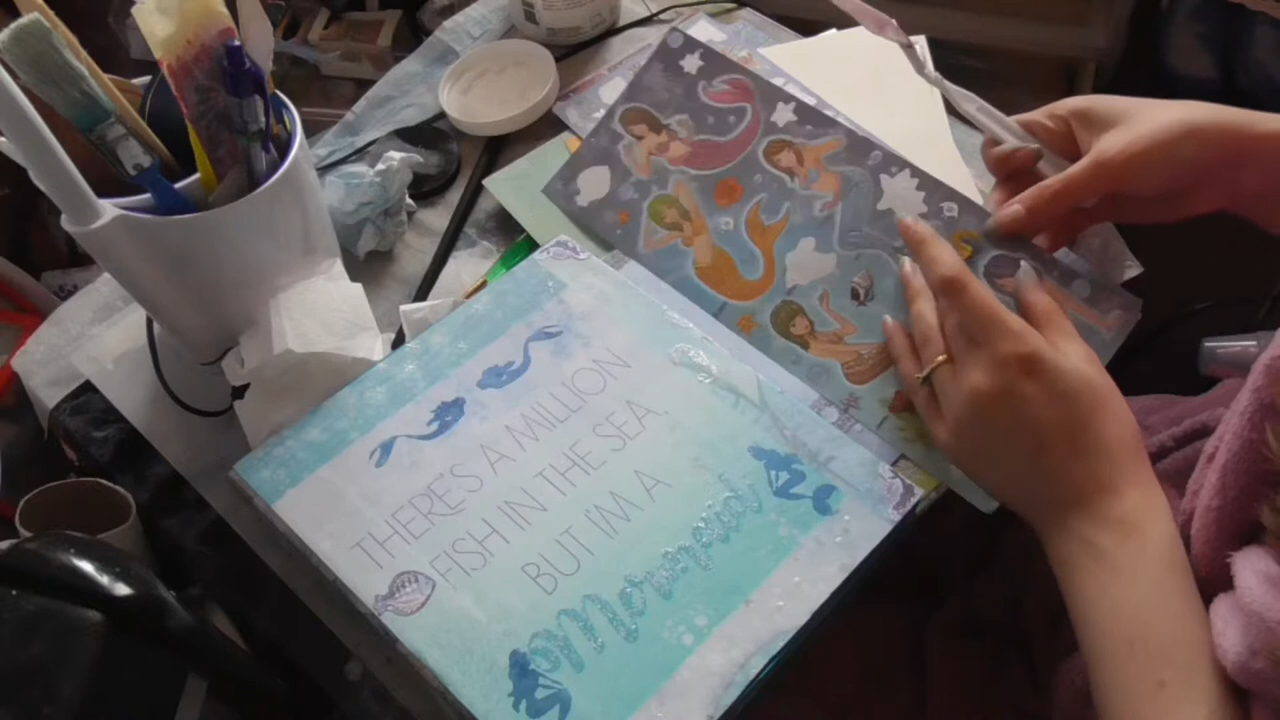 THERE'S A MILLION
FISH IN THE SEA,
BUT I'M A
Mermaid